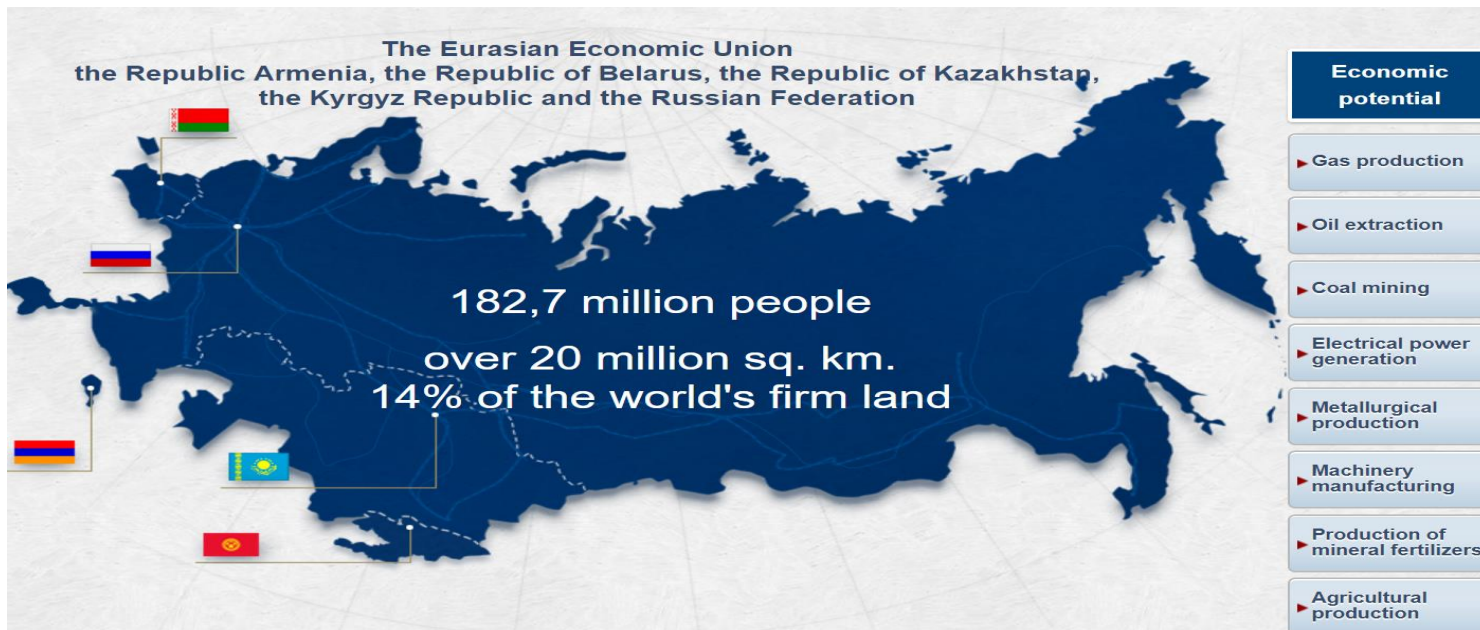 The Eurasian Economic Union
the Republic Armenia, the Republic of Belarus, the Republic of Kazakhstan,
the Kyrgyz Republic and the Russian Federation
182,7 million people
over 20 million sq. km.
14% of the world's firm land
Economic
potential
Gas production
Oil extraction
Coal mining
Electrical power
generation
Metallurgical
production
Machinery
manufacturing
Production of
mineral fertilizers
Agricultural
production